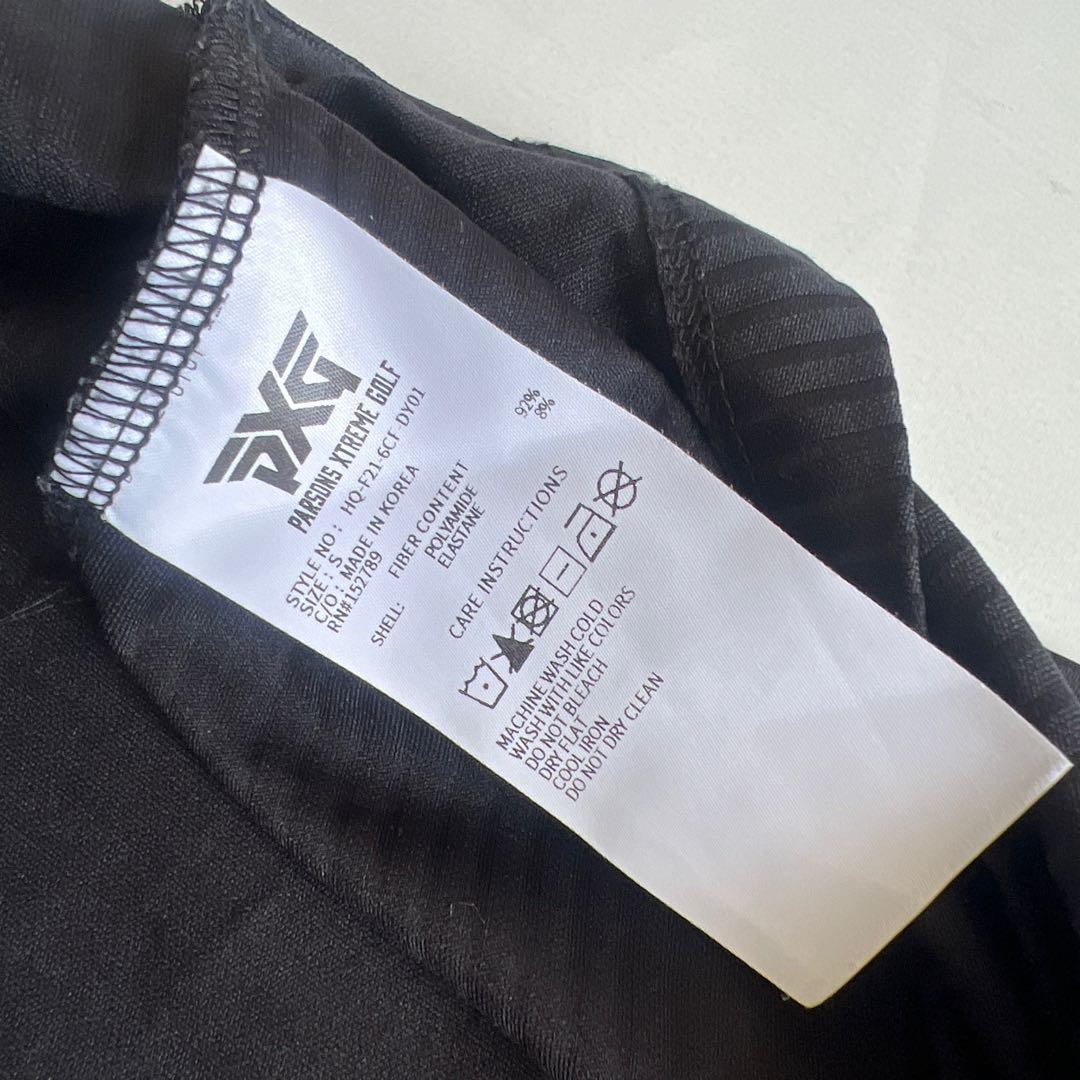 PXG
PARSONS XTREME GOLF
STYLE NO : HQ-F21-6CF-DY01
SIZE : S
C/O : MADE IN KOREA
RN#152789
FIBER CONTENT
SHELL: POLYAMIDE 92%
ELASTANE 8%
CARE INSTRUCTIONS
MACHINE WASH COLD
WASH WITH LIKE COLORS
DO NOT BLEACH
DRY FLAT
COOL IRON
DO NOT DRY CLEAN